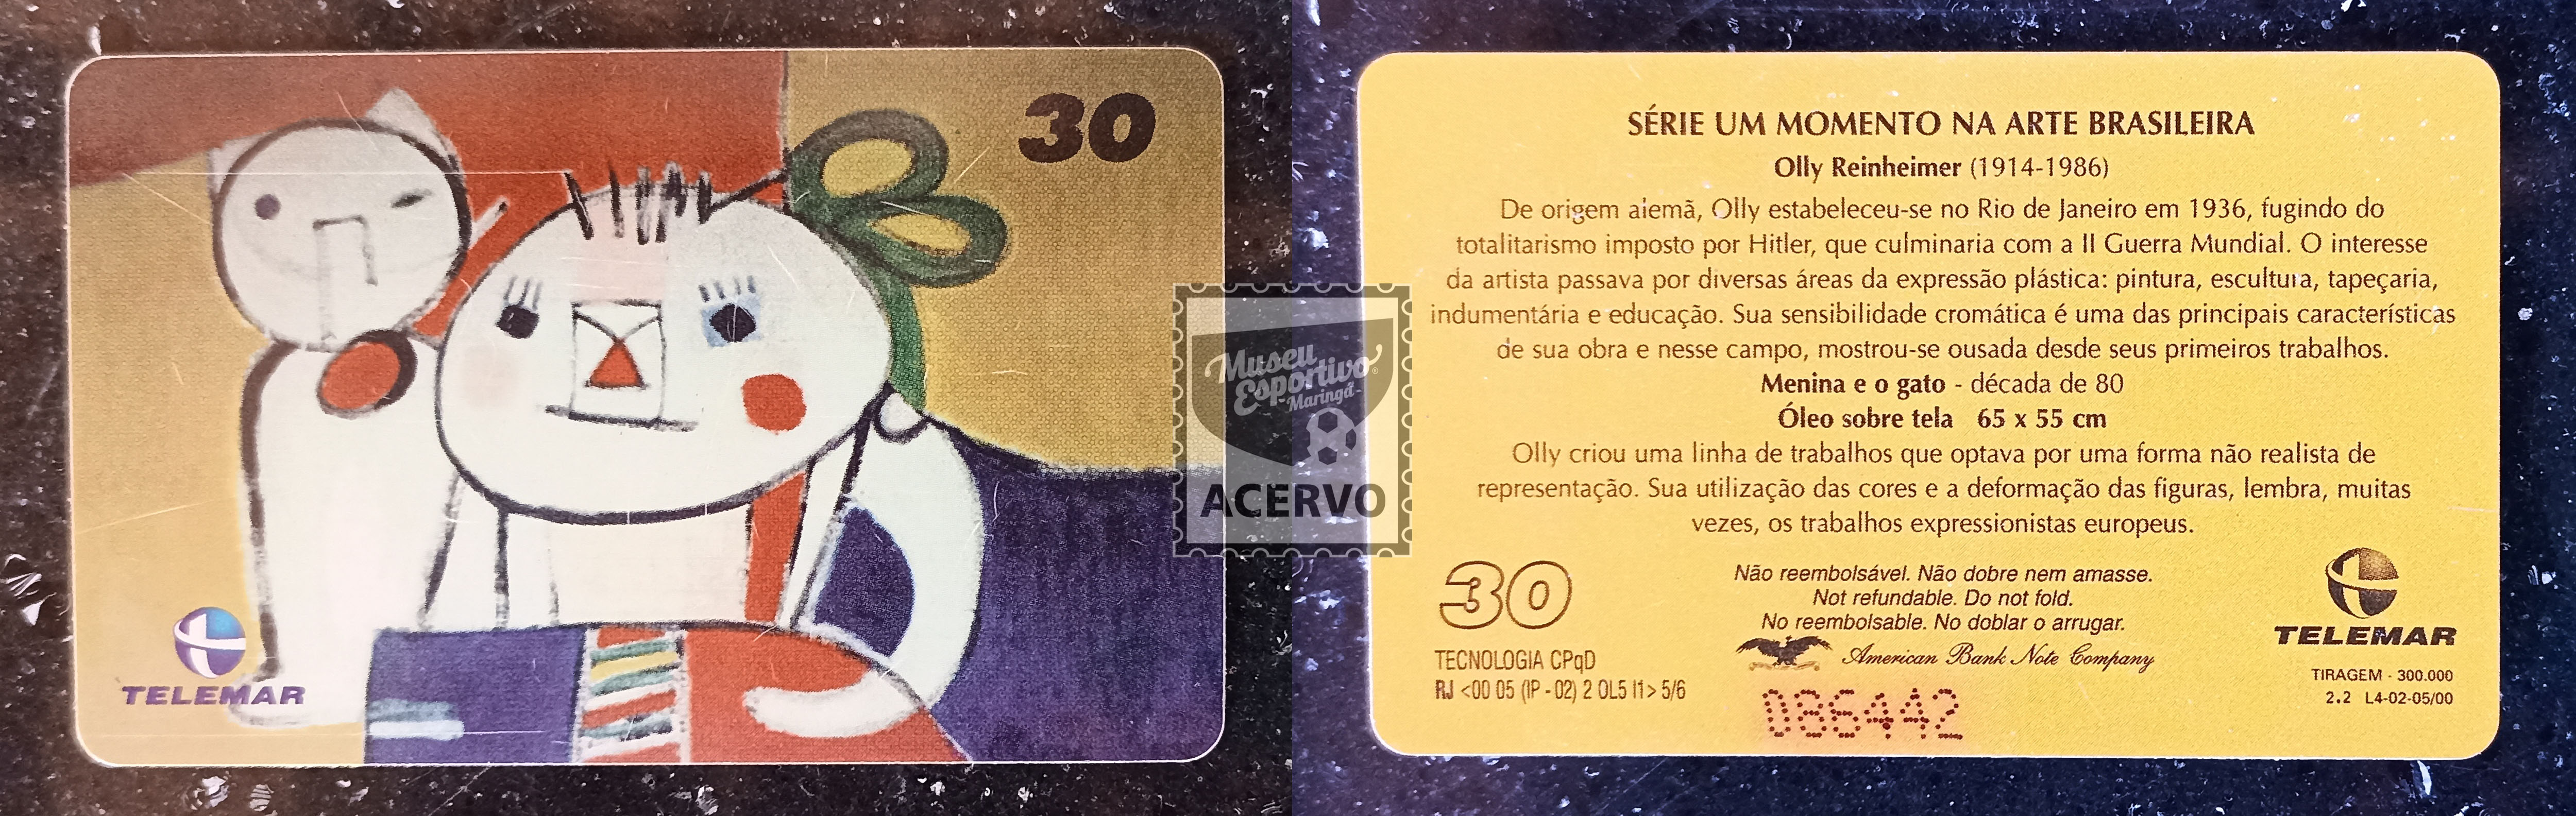 30
TELEMAR
Museu
Esportivo
-Maringá-
ACERVO
SÉRIE UM MOMENTO NA ARTE BRASILEIRA
Olly Reinheimer (1914-1986)
De origem alemã, Olly estabeleceu-se no Rio de Janeiro em 1936, fugindo do
totalitarismo imposto por Hitler, que culminaria com a II Guerra Mundial. O interesse
da artista passava por diversas áreas da expressão plástica: pintura, escultura, tapeçaria,
indumentária e educação. Sua sensibilidade cromática é uma das principais características
de sua obra e nesse campo, mostrou-se ousada desde seus primeiros trabalhos.
Menina e o gato - década de 80
Óleo sobre tela 65 x 55 cm
Olly criou uma linha de trabalhos que optava por uma forma não realista de
representação. Sua utilização das cores e a deformação das figuras, lembra, muitas
vezes, os trabalhos expressionistas europeus.
30
TECNOLOGIA CPqD
RJ <00 05 (IP - 02) 2 OL5 I1> 5/6
Não reembolsável. Não dobre nem amasse.
Not refundable. Do not fold.
No reembolsable. No doblar o arrugar.
American Bank Note Company
086442
TELEMAR
TIRAGEM - 300.000
2.2 L4-02-05/00